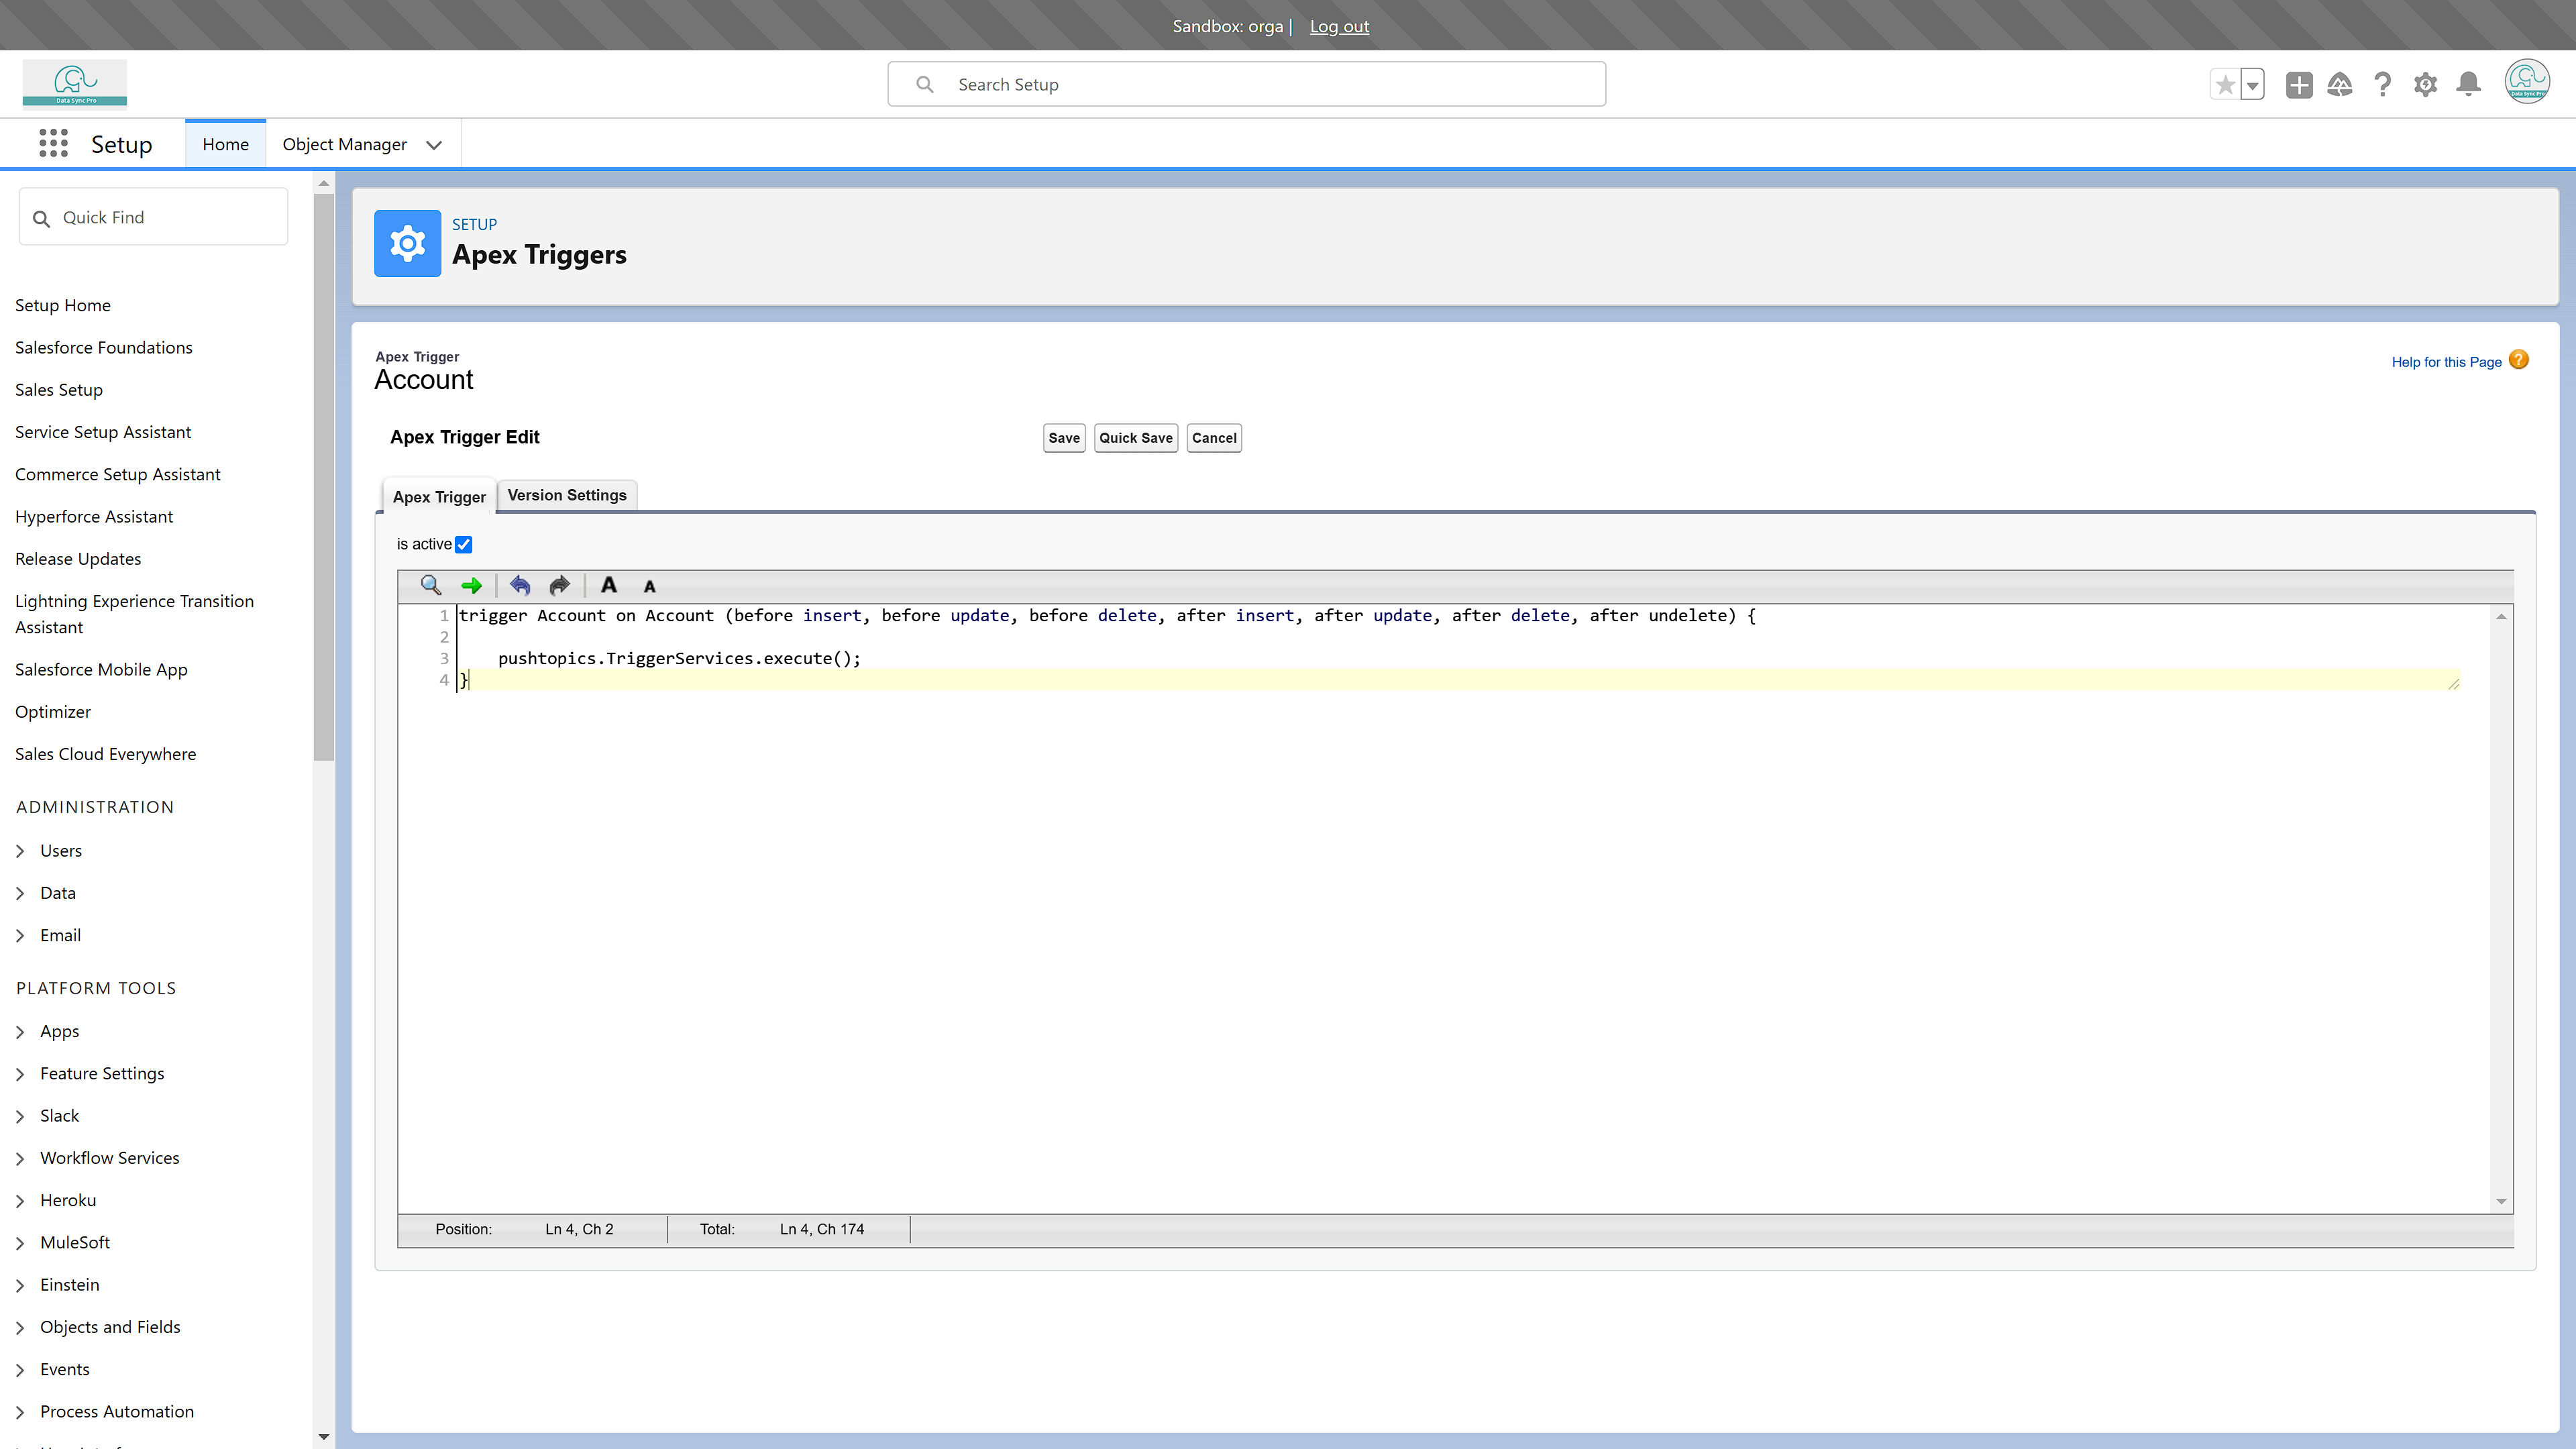 Sandbox: orga | Log out
Data Sync Pro
Search Setup
Data Sync Pro
Setup
Home
Object Manager
Quick Find
Setup Home
Salesforce Foundations
Sales Setup
Service Setup Assistant
Commerce Setup Assistant
Hyperforce Assistant
Release Updates
Lightning Experience Transition
Assistant
Salesforce Mobile App
Optimizer
Sales Cloud Everywhere
ADMINISTRATION
Users
Data
Email
PLATFORM TOOLS
Apps
Feature Settings
Slack
Workflow Services
Heroku
MuleSoft
Einstein
Objects and Fields
Events
Process Automation
SETUP
Apex Triggers
Apex Trigger
Account
Help for this Page
Apex Trigger Edit
Save Quick Save Cancel
Apex Trigger Version Settings
is active
A A
1 trigger Account on Account (before insert, before update, before delete, after insert, after update, after delete, after undelete) {
2
3 pushtopics.TriggerServices.execute();
4 }
Position: Ln 4, Ch 2 Total: Ln 4, Ch 174